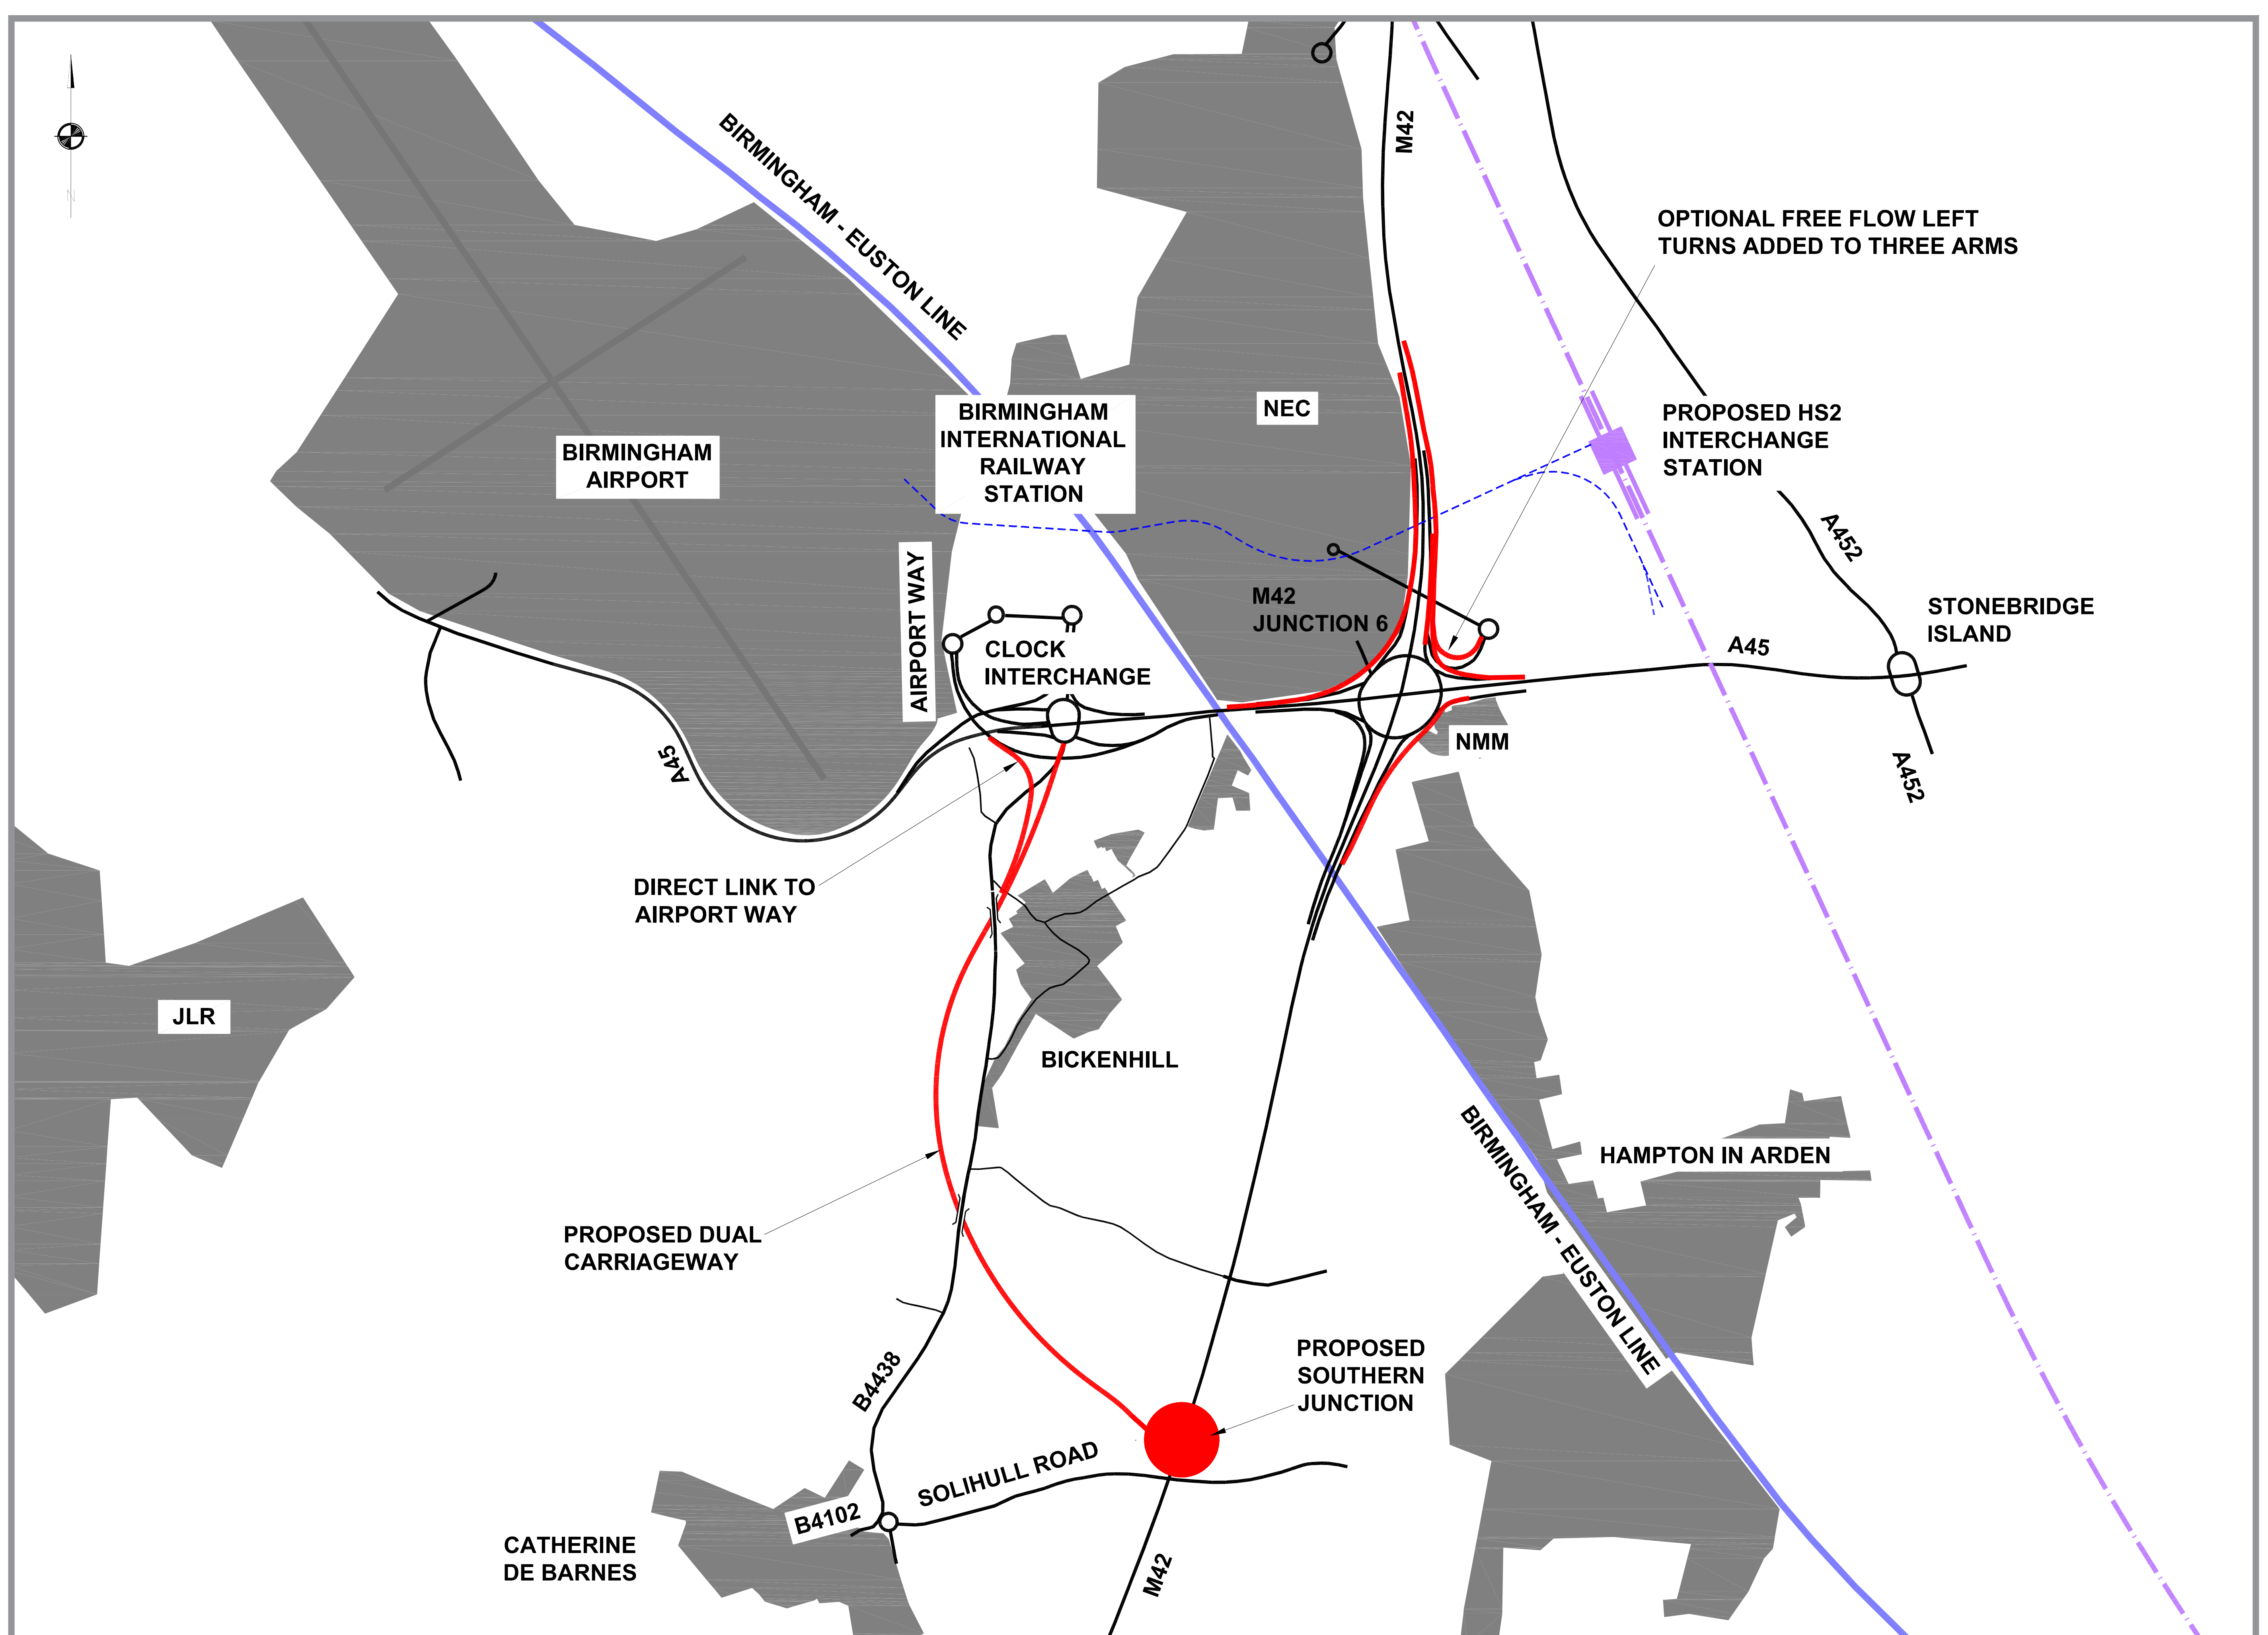 M42
BIRMINGHAM - EUSTON LINE
N
OPTIONAL FREE FLOW LEFT
TURNS ADDED TO THREE ARMS
BIRMINGHAM
INTERNATIONAL
RAILWAY
STATION
NEC
PROPOSED HS2
INTERCHANGE
STATION
BIRMINGHAM
AIRPORT
A452
AIRPORT WAY
M42
JUNCTION 6
STONEBRIDGE
ISLAND
CLOCK
INTERCHANGE
A45
A45
NMM
A452
DIRECT LINK TO
AIRPORT WAY
JLR
BICKENHILL
HAMPTON IN ARDEN
BIRMINGHAM - EUSTON LINE
PROPOSED DUAL
CARRIAGEWAY
PROPOSED
SOUTHERN
JUNCTION
B4438
SOLIHULL ROAD
B4102
CATHERINE
DE BARNES
M42